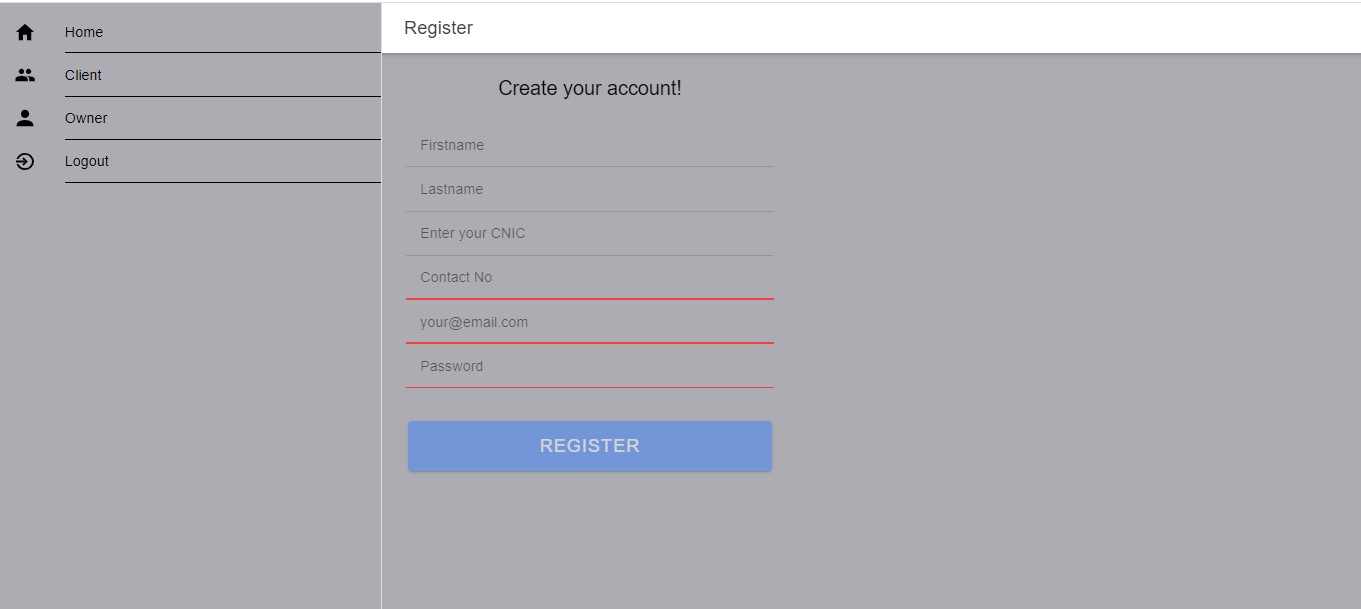 Home
Client
Owner
Logout
Register
Create your account!
Firstname
Lastname
Enter your CNIC
Contact No
your@email.com
Password
REGISTER